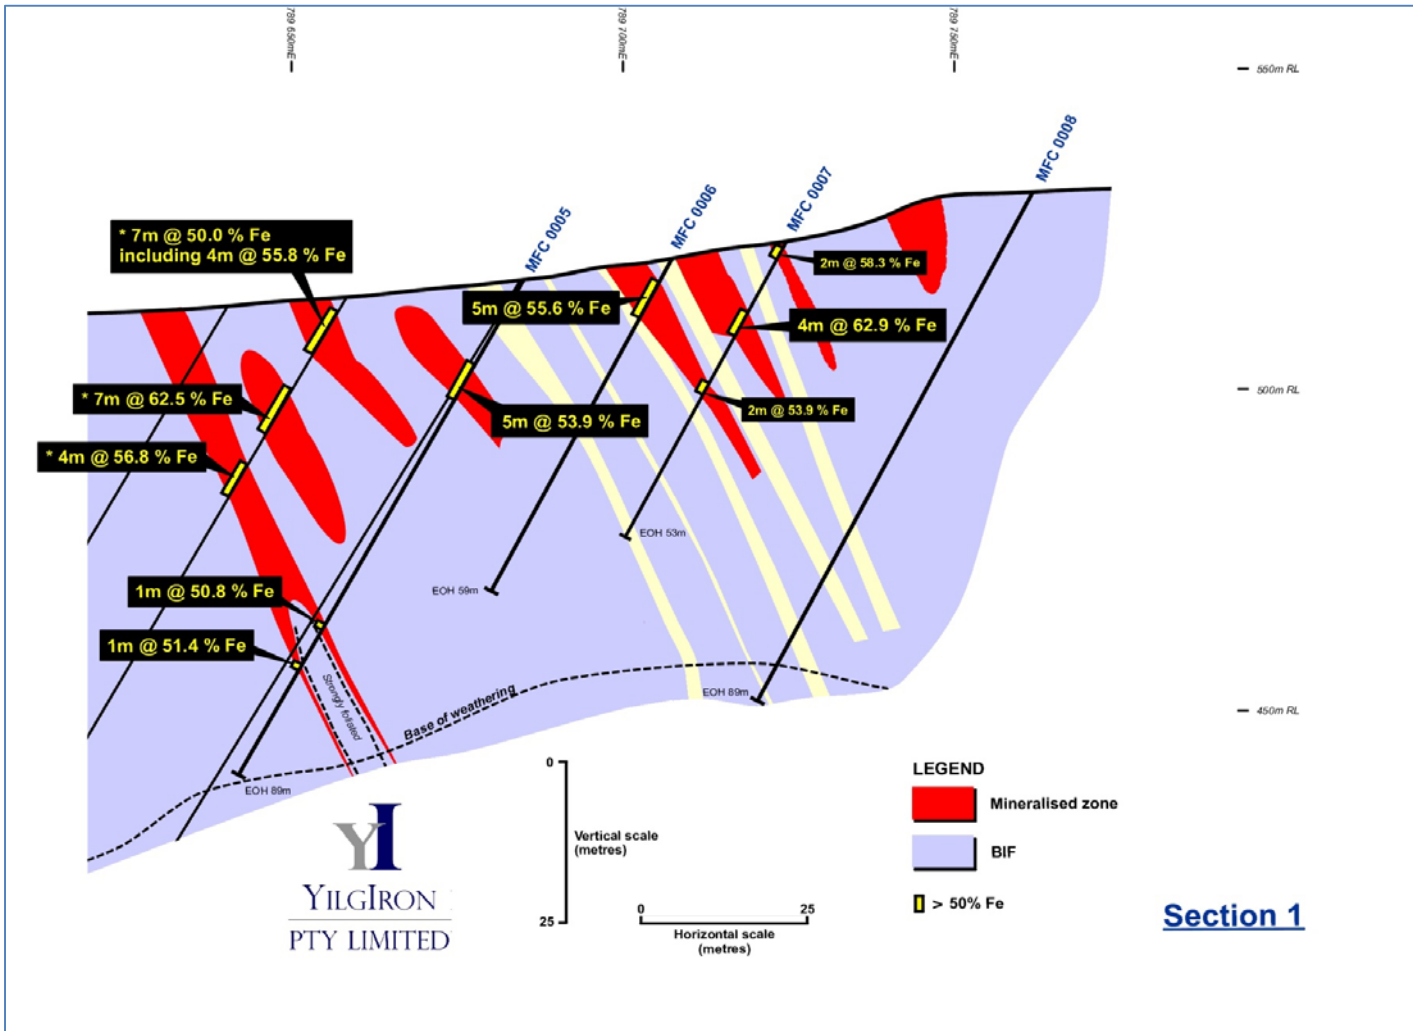 789 650mE
789 700mE
789 750mE
550m RL
MFC 0008
MFC 0007
MFC 0006
MFC 0005
* 7m @ 50.0 % Fe
including 4m @ 55.8 % Fe
2m @ 58.3 % Fe
5m @ 55.6 % Fe
4m @ 62.9 % Fe
500m RL
* 7m @ 62.5 % Fe
2m @ 53.9 % Fe
5m @ 53.9 % Fe
* 4m @ 56.8 % Fe
EOH 53m
EOH 59m
1m @ 50.8 % Fe
1m @ 51.4 % Fe
Strongly foliated
Base of weathering
EOH 89m
450m RL
EOH 89m
0
Vertical scale
(metres)
25
0 25
Horizontal scale
(metres)
LEGEND
Mineralised zone
BIF
> 50% Fe
YI
YILGIRON
PTY LIMITED
Section 1